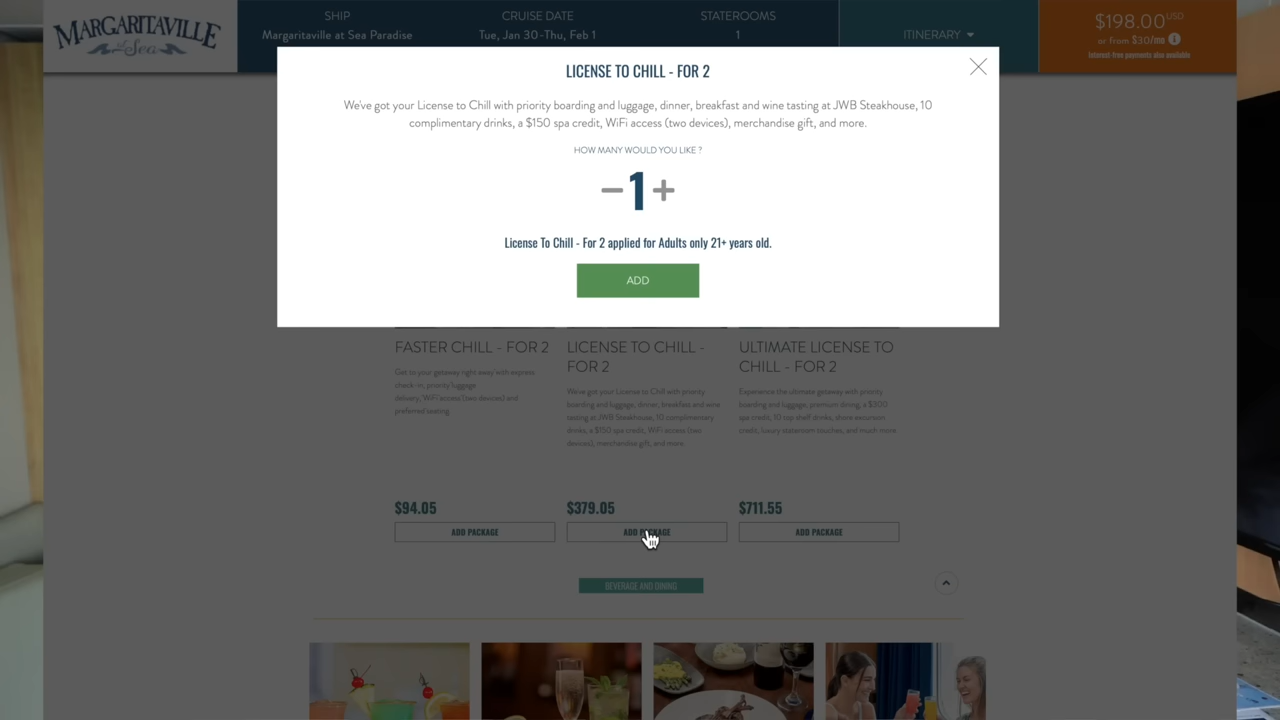 MARGARITAVILLE
at Sea
SHIP
Margaritaville at Sea Paradise
CRUISE DATE
Tue, Jan 30-Thu, Feb 1
STATEROOMS
1
ITINERARY
$198.00USD
or from $30/mo
Interest-free payments also available
LICENSE TO CHILL - FOR 2
We've got your License to Chill with priority boarding and luggage, dinner, breakfast and wine tasting at JWB Steakhouse, 10
complimentary drinks, a $150 spa credit, WiFi access (two devices), merchandise gift, and more.
HOW MANY WOULD YOU LIKE ?
− 1 +
License To Chill - For 2 applied for Adults only 21+ years old.
ADD
FASTER CHILL - FOR 2
Get to your getaway right away with express
check-in, priority luggage
delivery, WiFi access(two devices) and
preferred seating.
$94.05
ADD PACKAGE
LICENSE TO CHILL -
FOR 2
We've got your License to Chill with priority
boarding and luggage, dinner, breakfast and wine
tasting at JWB Steakhouse, 10 complimentary
drinks, a $150 spa credit, WiFi access (two
devices), merchandise gift, and more.
$379.05
ADD PACKAGE
ULTIMATE LICENSE TO
CHILL - FOR 2
Experience the ultimate getaway with priority
boarding and luggage, premium dining, a $300
spa credit, 10 top shelf drinks, shore excursion
credit, luxury stateroom touches, and much more
$711.55
ADD PACKAGE
BEVERAGE AND DINING